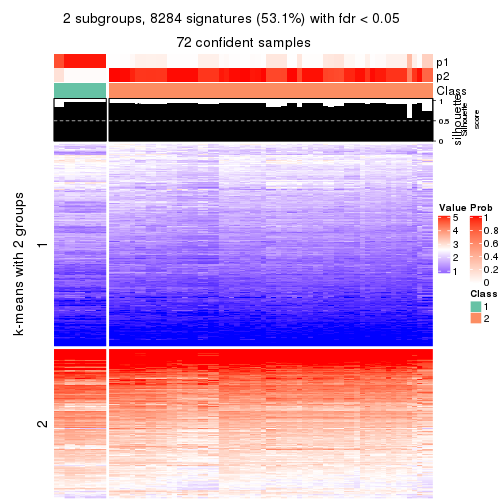 2 subgroups, 8284 signatures (53.1%) with fdr < 0.05
72 confident samples
p1
p2
Class
1
0.5
0
silhouette
Silhouette
score
k-means with 2 groups
1
2
Value
5
4
3
2
1
Prob
1
0.8
0.6
0.4
0.2
0
Class
1
2